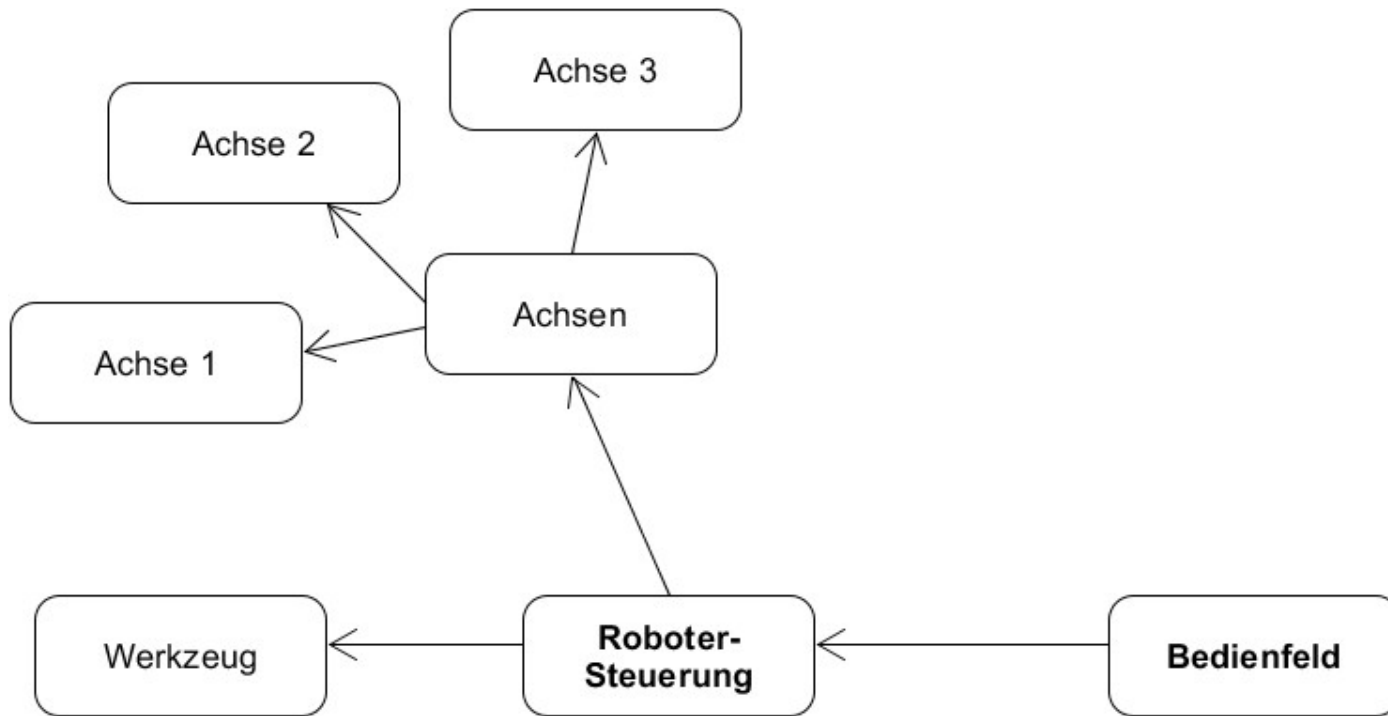 Achse 3
Achse 2
Achsen
Achse 1
Werkzeug
Roboter-
Steuerung
Bedienfeld